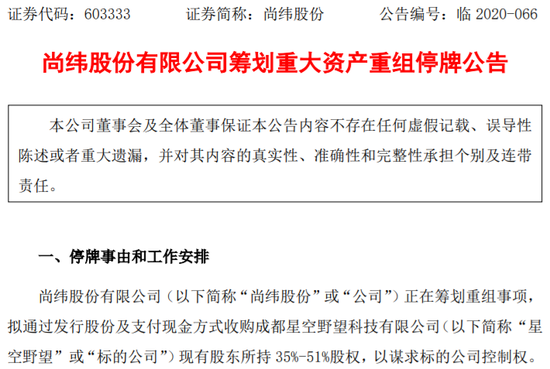 证券代码：603333 证券简称：尚纬股份 公告编号：临 2020-066
尚纬股份有限公司筹划重大资产重组停牌公告
本公司董事会及全体董事保证本公告内容不存在任何虚假记载、误导性
陈述或者重大遗漏，并对其内容的真实性、准确性和完整性承担个别及连带
责任。
一、停牌事由和工作安排
尚纬股份有限公司（以下简称“尚纬股份”或“公司”）正在筹划重组事项，
拟通过发行股份及支付现金方式收购成都星空野望科技有限公司（以下简称“星
空野望”或“标的公司”）现有股东所持 35%-51%股权，以谋求标的公司控制权。